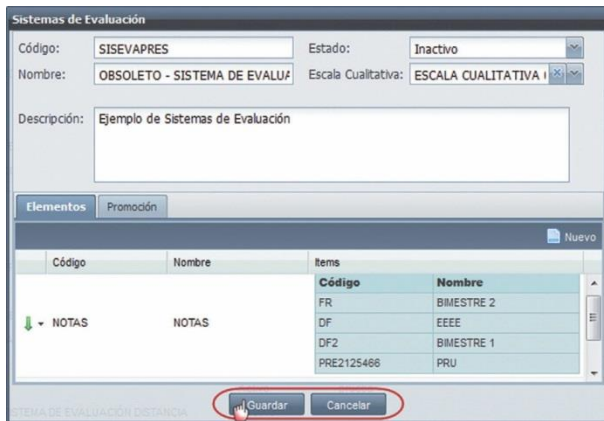 Sistemas de Evaluación
Código: SISEVAPRES Estado: Inactivo
Nombre: OBSOLETO - SISTEMA DE EVALUA Escala Cualitativa: ESCALA CUALITATIVA
Descripción: Ejemplo de Sistemas de Evaluación
Elementos Promoción
Nuevo
Código Nombre Items
Código Nombre
FR BIMESTRE 2
NOTAS NOTAS DF EEEE
DF2 BIMESTRE 1
PRE2125466 PRU
Guardar Cancelar
STEMA DE EVALUACIÓN DISTANCIA